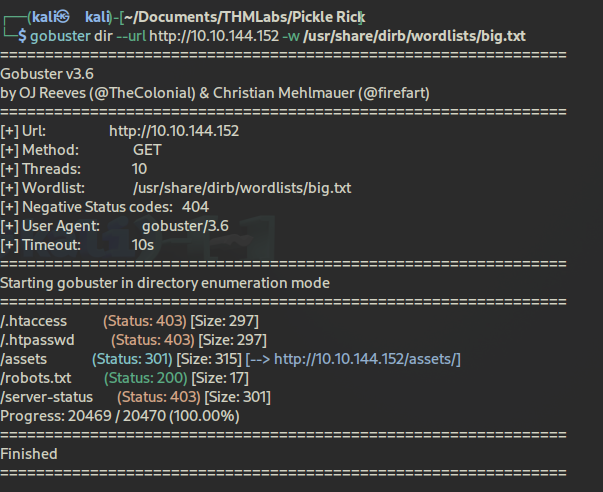 ┌──(kali㉿kali)-[~/Documents/THMLabs/Pickle Rick]
└─$ gobuster dir --url http://10.10.144.152 -w /usr/share/dirb/wordlists/big.txt
===============================================================
Gobuster v3.6
by OJ Reeves (@TheColonial) & Christian Mehlmauer (@firefart)
===============================================================
[+] Url: http://10.10.144.152
[+] Method: GET
[+] Threads: 10
[+] Wordlist: /usr/share/dirb/wordlists/big.txt
[+] Negative Status codes: 404
[+] User Agent: gobuster/3.6
[+] Timeout: 10s
===============================================================
Starting gobuster in directory enumeration mode
===============================================================
/.htaccess (Status: 403) [Size: 297]
/.htpasswd (Status: 403) [Size: 297]
/assets (Status: 301) [Size: 315] [--> http://10.10.144.152/assets/]
/robots.txt (Status: 200) [Size: 17]
/server-status (Status: 403) [Size: 301]
Progress: 20469 / 20470 (100.00%)
===============================================================
Finished
===============================================================